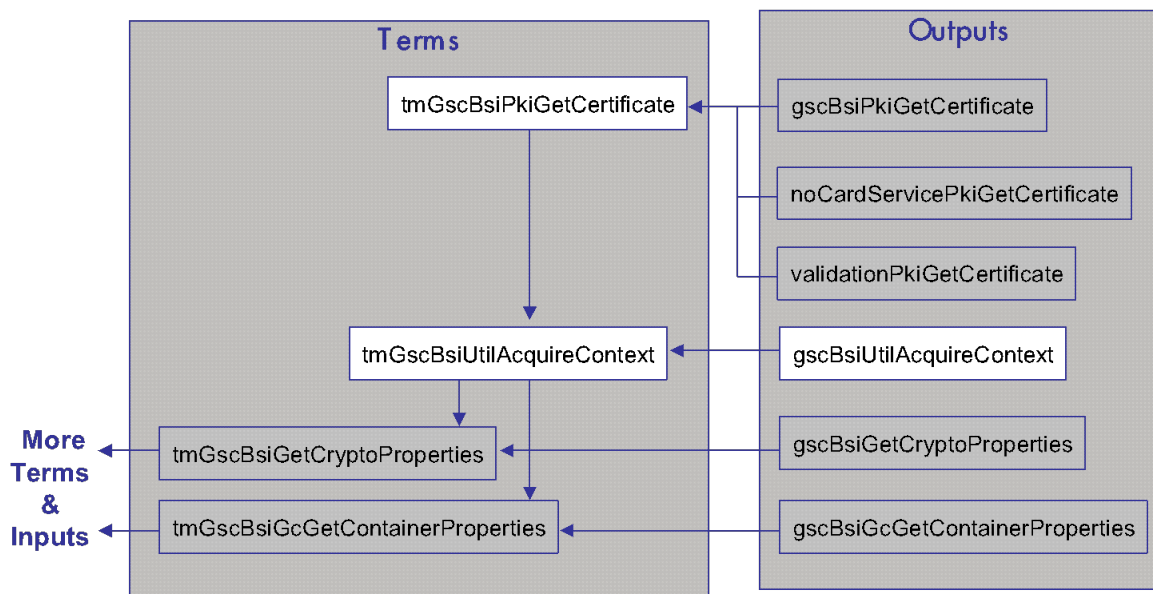 Terms
Outputs
tmGscBsiPkiGetCertificate
gscBsiPkiGetCertificate
noCardServicePkiGetCertificate
validationPkiGetCertificate
tmGscBsiUtilAcquireContext
gscBsiUtilAcquireContext
More
Terms
&
Inputs
tmGscBsiGetCryptoProperties
gscBsiGetCryptoProperties
tmGscBsiGcGetContainerProperties
gscBsiGcGetContainerProperties